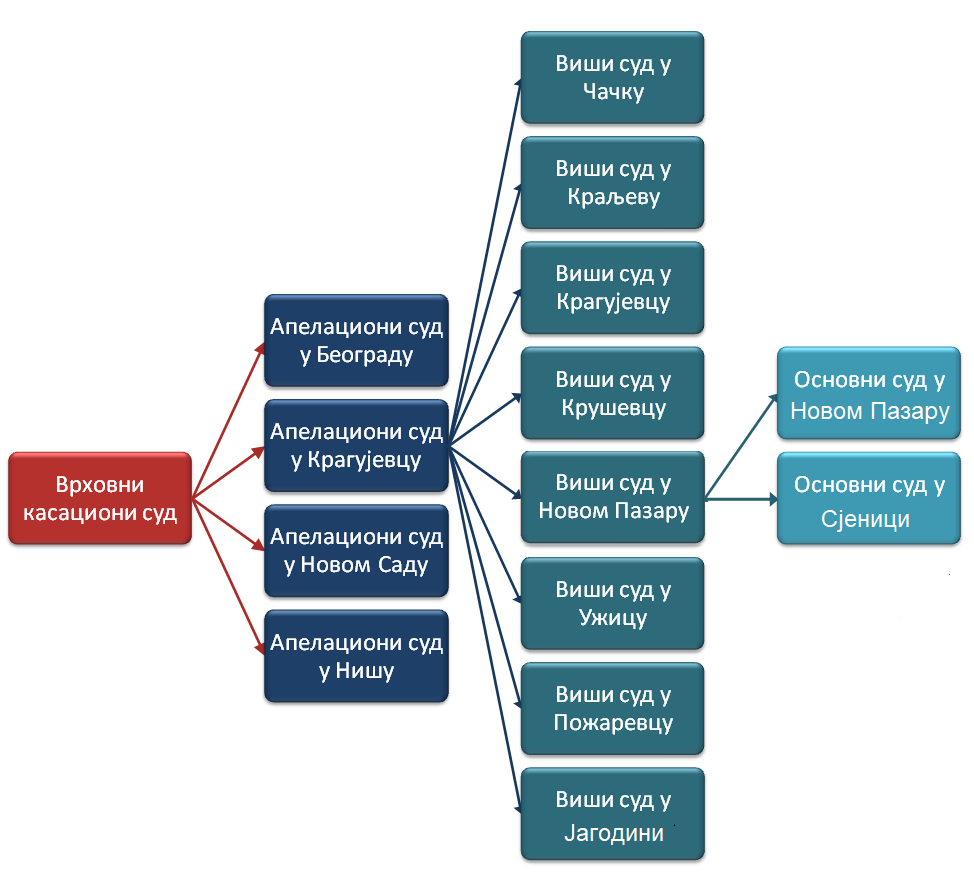 Врховни
касациони суд
Апелациони суд
у Београду
Апелациони суд
у Крагујевцу
Апелациони суд
у Новом Саду
Апелациони суд
у Нишу
Виши суд у
Чачку
Виши суд у
Краљеву
Виши суд у
Крагујевцу
Виши суд у
Крушевцу
Виши суд у
Новом Пазару
Виши суд у
Ужицу
Виши суд у
Пожаревцу
Виши суд у
Јагодини
Основни суд у
Новом Пазару
Основни суд у
Сјеници